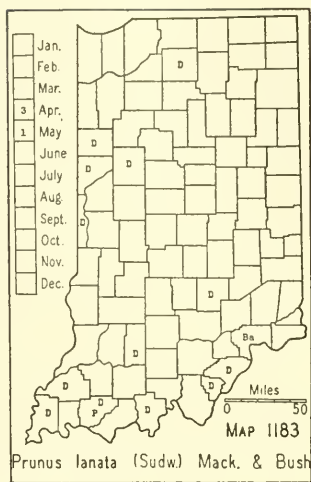 Jan.
Feb.
Mar.
3 Apr.
1 May
June
July
Aug.
Sept.
Oct.
Nov.
Dec.
D
D
D
D
D
D
D
Ba
D
D
D
D
D
P
D
Miles
0 50
MAP 1183
Prunus lanata (Sudw.) Mack. & Bush